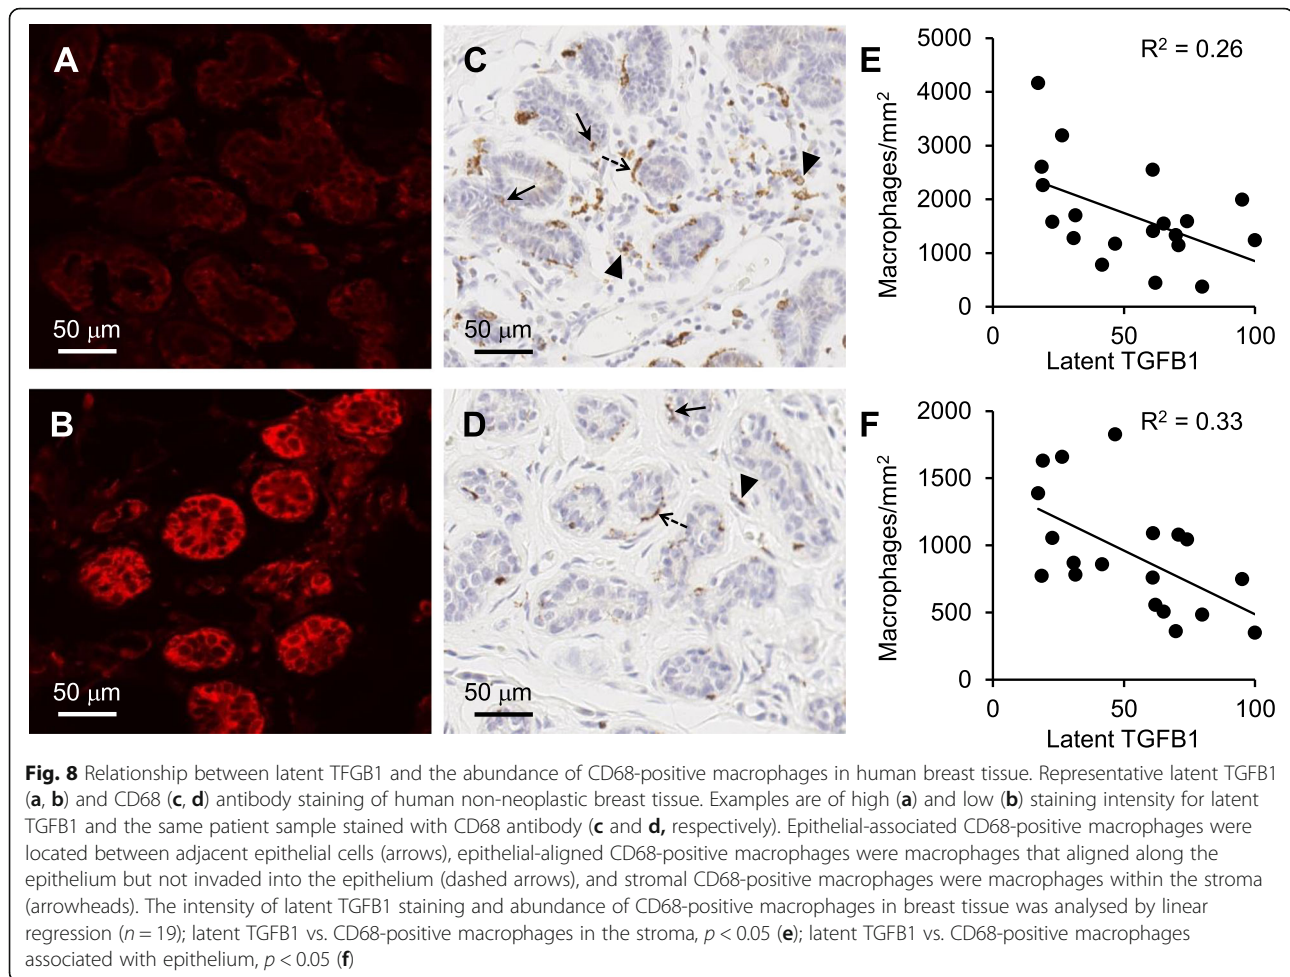 A
50 μm
C
50 μm
E
R² = 0.26
Macrophages/mm²
5000
4000
3000
2000
1000
0
0 50 100
Latent TGFB1
B
50 μm
D
50 μm
F
R² = 0.33
Macrophages/mm²
2000
1500
1000
500
0
0 50 100
Latent TGFB1
Fig. 8 Relationship between latent TFGB1 and the abundance of CD68-positive macrophages in human breast tissue. Representative latent TGFB1
(a, b) and CD68 (c, d) antibody staining of human non-neoplastic breast tissue. Examples are of high (a) and low (b) staining intensity for latent
TGFB1 and the same patient sample stained with CD68 antibody (c and d, respectively). Epithelial-associated CD68-positive macrophages were
located between adjacent epithelial cells (arrows), epithelial-aligned CD68-positive macrophages were macrophages that aligned along the
epithelium but not invaded into the epithelium (dashed arrows), and stromal CD68-positive macrophages were macrophages within the stroma
(arrowheads). The intensity of latent TGFB1 staining and abundance of CD68-positive macrophages in breast tissue was analysed by linear
regression (n = 19); latent TGFB1 vs. CD68-positive macrophages in the stroma, p < 0.05 (e); latent TGFB1 vs. CD68-positive macrophages
associated with epithelium, p < 0.05 (f)